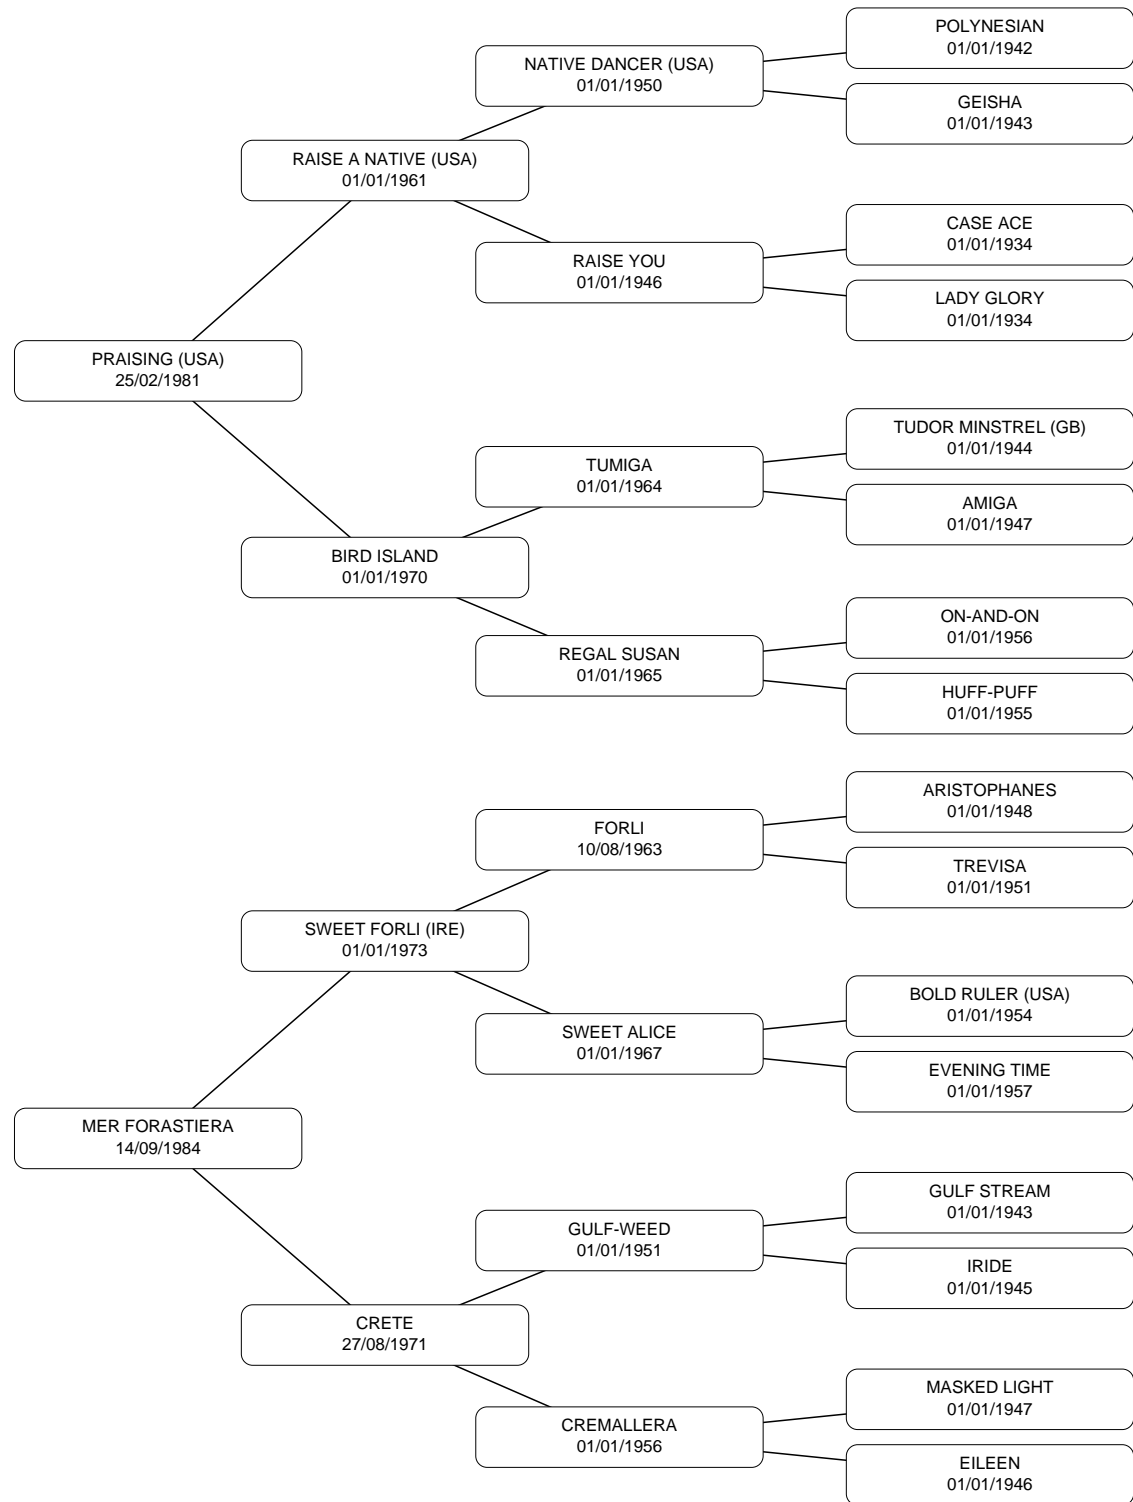 POLYNESIAN
01/01/1942
NATIVE DANCER (USA)
01/01/1950
GEISHA
01/01/1943
RAISE A NATIVE (USA)
01/01/1961
CASE ACE
01/01/1934
RAISE YOU
01/01/1946
LADY GLORY
01/01/1934
PRAISING (USA)
25/02/1981
TUDOR MINSTREL (GB)
01/01/1944
TUMIGA
01/01/1964
AMIGA
01/01/1947
BIRD ISLAND
01/01/1970
ON-AND-ON
01/01/1956
REGAL SUSAN
01/01/1965
HUFF-PUFF
01/01/1955
ARISTOPHANES
01/01/1948
FORLI
10/08/1963
TREVISA
01/01/1951
SWEET FORLI (IRE)
01/01/1973
BOLD RULER (USA)
01/01/1954
SWEET ALICE
01/01/1967
EVENING TIME
01/01/1957
MER FORASTIERA
14/09/1984
GULF STREAM
01/01/1943
GULF-WEED
01/01/1951
IRIDE
01/01/1945
CRETE
27/08/1971
MASKED LIGHT
01/01/1947
CREMALLERA
01/01/1956
EILEEN
01/01/1946